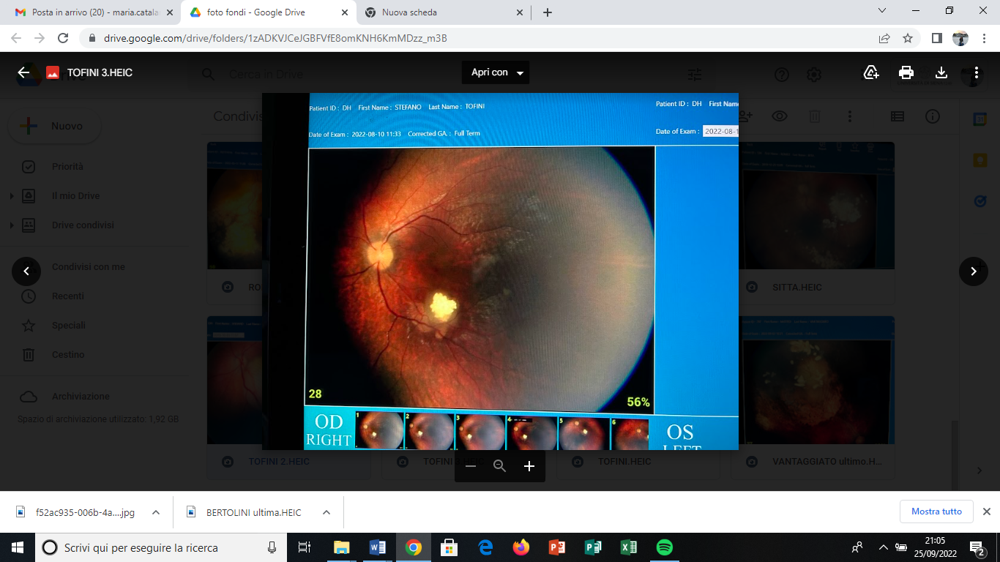 Posta in arrivo (20) - maria.catala
foto fondi - Google Drive
Nuova scheda
drive.google.com/drive/folders/1zADKVJCeJGBFVfE8omKNH6KmMDzz_m3B
TOFINI 3.HEIC
Cerca in Drive
Apri con
Nuovo
Condivis
Priorità
Il mio Drive
Drive condivisi
Condivisi con me
Recenti
Speciali
Cestino
Archiviazione
Spazio di archiviazione utilizzato: 1,92 GB
Patient ID : DH First Name : STEFANO Last Name : TOFINI
Patient ID : DH First Name
Date of Exam : 2022-08-10 11:33 Corrected GA. : Full Term
Date of Exam : 2022-08-1
28
56%
OD
RIGHT
1
2
3
4
5
6
OS
LEFT
RO
SITTA.HEIC
TOFINI 2.HEIC
TOFINI
TOFINI.HEIC
VANTAGGIATO ultimo.H...
f52ac935-006b-4a....jpg
BERTOLINI ultima.HEIC
Mostra tutto
Scrivi qui per eseguire la ricerca
21:05
25/09/2022
2